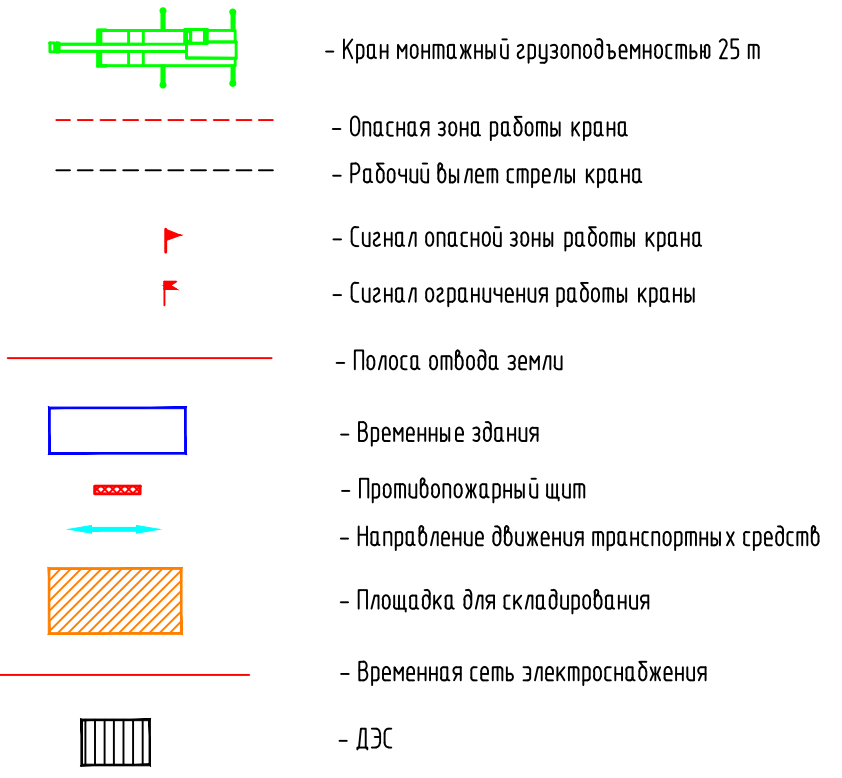 – Кран монтажный грузоподъемностью 25 т
– Опасная зона работы крана
– Рабочий вылет стрелы крана
– Сигнал опасной зоны работы крана
– Сигнал ограничения работы краны
– Полоса отвода земли
– Временные здания
– Противопожарный щит
– Направление движения транспортных средств
– Площадка для складирования
– Временная сеть электроснабжения
– ДЭС